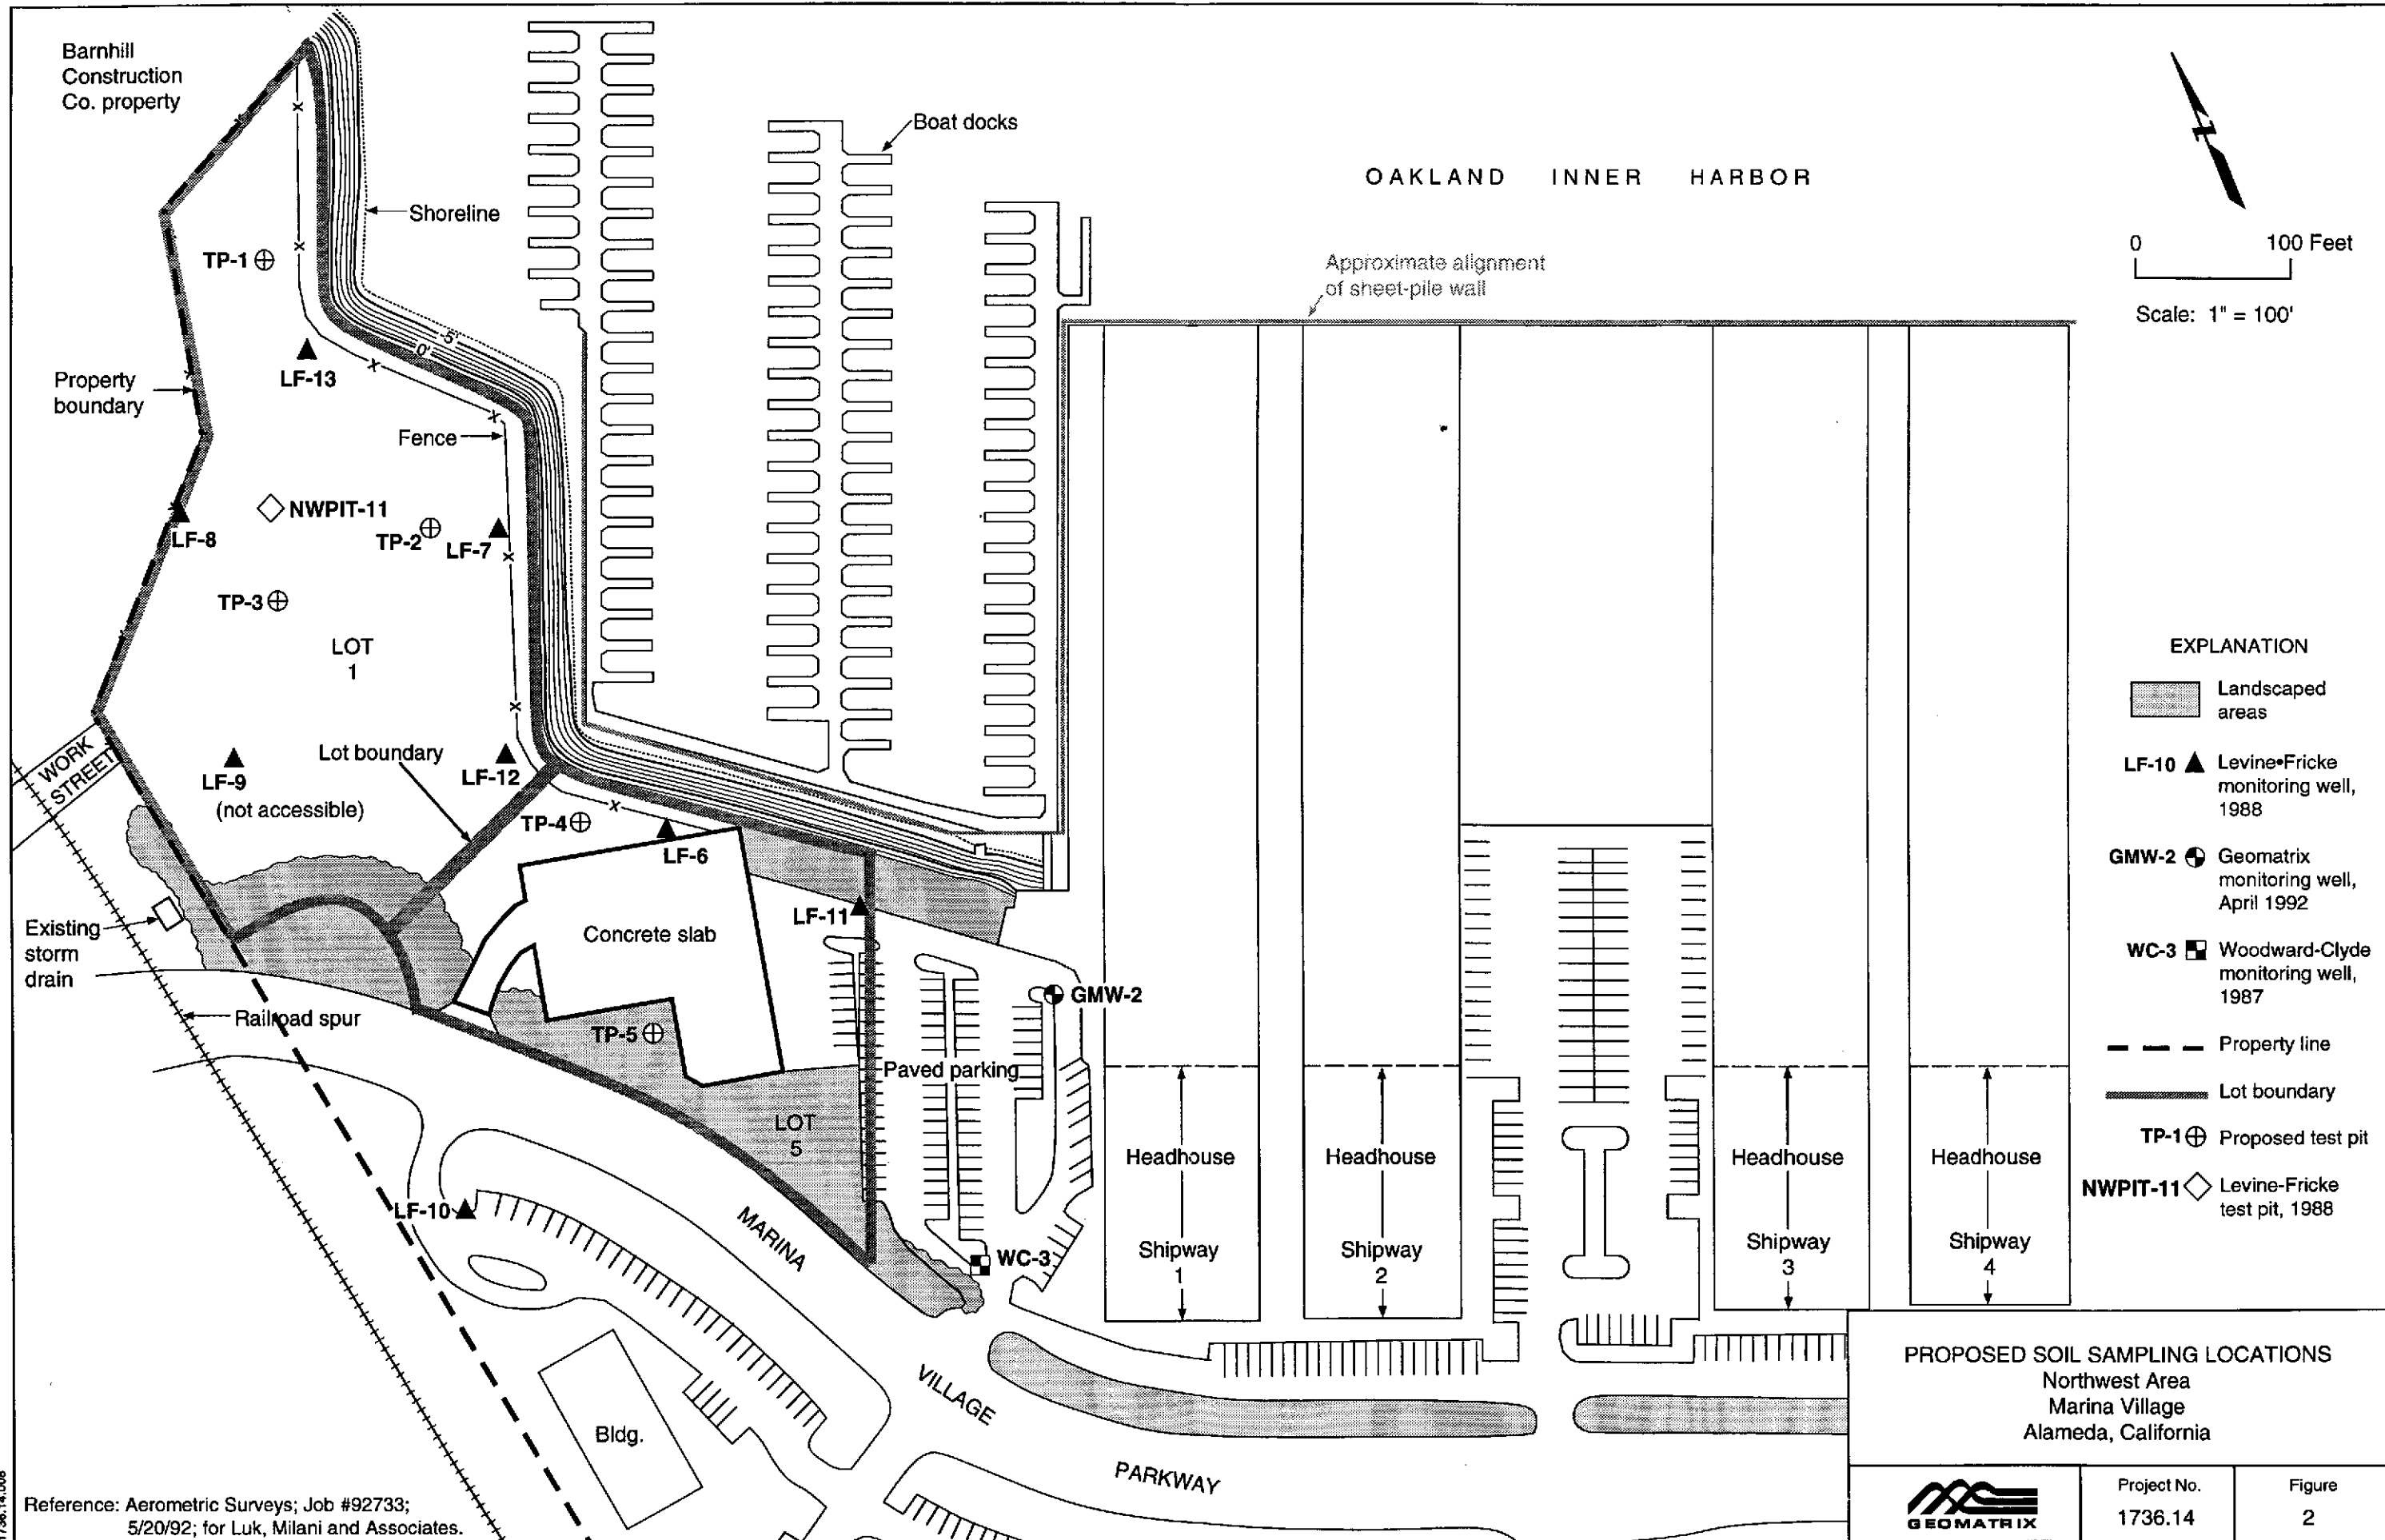 Barnhill
Construction
Co. property
Boat docks
OAKLAND INNER HARBOR
0 100 Feet
Scale: 1" = 100'
Shoreline
TP-1
Approximate alignment
of sheet-pile wall
-5'
0'
LF-13
Property
boundary
Fence
NWPIT-11
LF-8
TP-2
LF-7
TP-3
LOT
1
WORK
STREET
Lot boundary
LF-9
(not accessible)
LF-12
TP-4
LF-6
LF-11
Concrete slab
Existing
storm
drain
Railroad spur
GMW-2
TP-5
Paved parking
LOT
5
LF-10
WC-3
MARINA
VILLAGE
PARKWAY
Bldg.
Headhouse
Shipway
1
Headhouse
Shipway
2
Headhouse
Shipway
3
Headhouse
Shipway
4
EXPLANATION
Landscaped
areas
LF-10 Levine•Fricke
monitoring well,
1988
GMW-2 Geomatrix
monitoring well,
April 1992
WC-3 Woodward-Clyde
monitoring well,
1987
Property line
Lot boundary
TP-1 Proposed test pit
NWPIT-11 Levine-Fricke
test pit, 1988
PROPOSED SOIL SAMPLING LOCATIONS
Northwest Area
Marina Village
Alameda, California
GEOMATRIX
Project No.
1736.14
Figure
2
Reference: Aerometric Surveys; Job #92733;
5/20/92; for Luk, Milani and Associates.